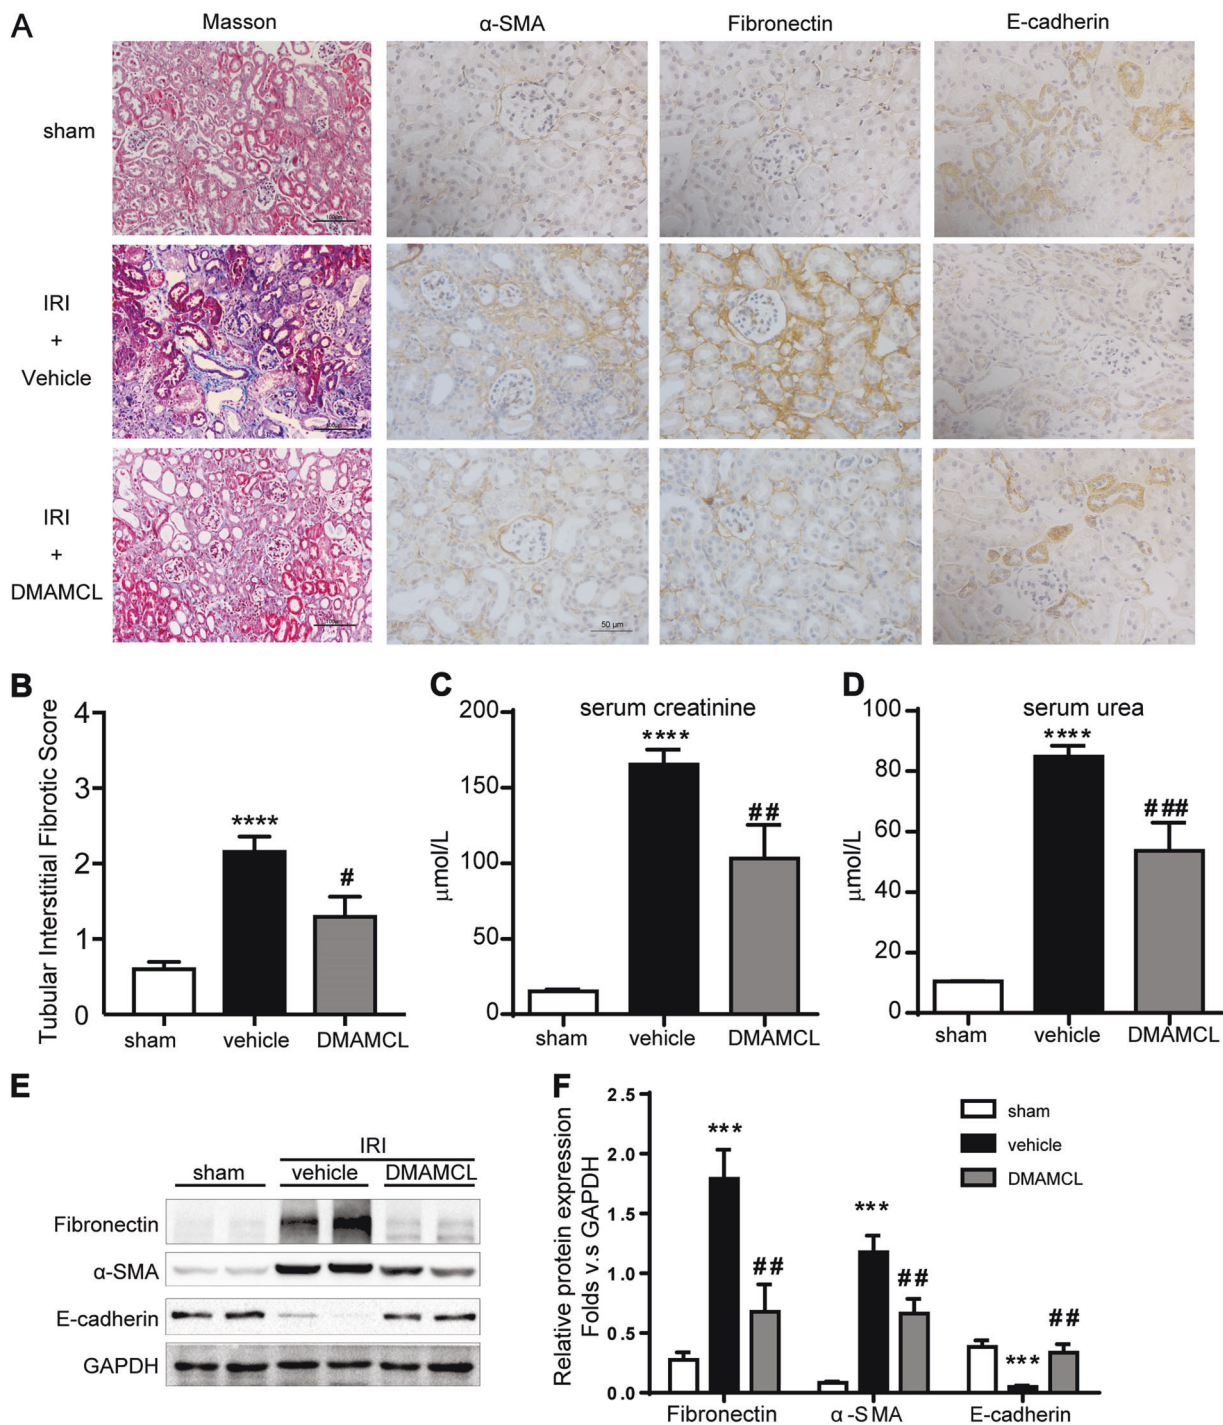 A
Masson
α-SMA
Fibronectin
E-cadherin
sham
100μm
IRI
+
Vehicle
100μm
IRI
+
DMAMCL
100μm
50 μm
B
Tubular Interstitial Fibrotic Score
4
3
2
1
0
****
#
sham
vehicle
DMAMCL
C
serum creatinine
μmol/L
200
150
100
50
0
****
##
sham
vehicle
DMAMCL
D
serum urea
μmol/L
100
80
60
40
20
0
****
###
sham
vehicle
DMAMCL
E
IRI
sham
vehicle
DMAMCL
Fibronectin
α-SMA
E-cadherin
GAPDH
F
Relative protein expression
Folds v.s GAPDH
2.5
2.0
1.5
1.0
0.5
0.0
***
##
***
##
***
##
Fibronectin
α-SMA
E-cadherin
sham
vehicle
DMAMCL